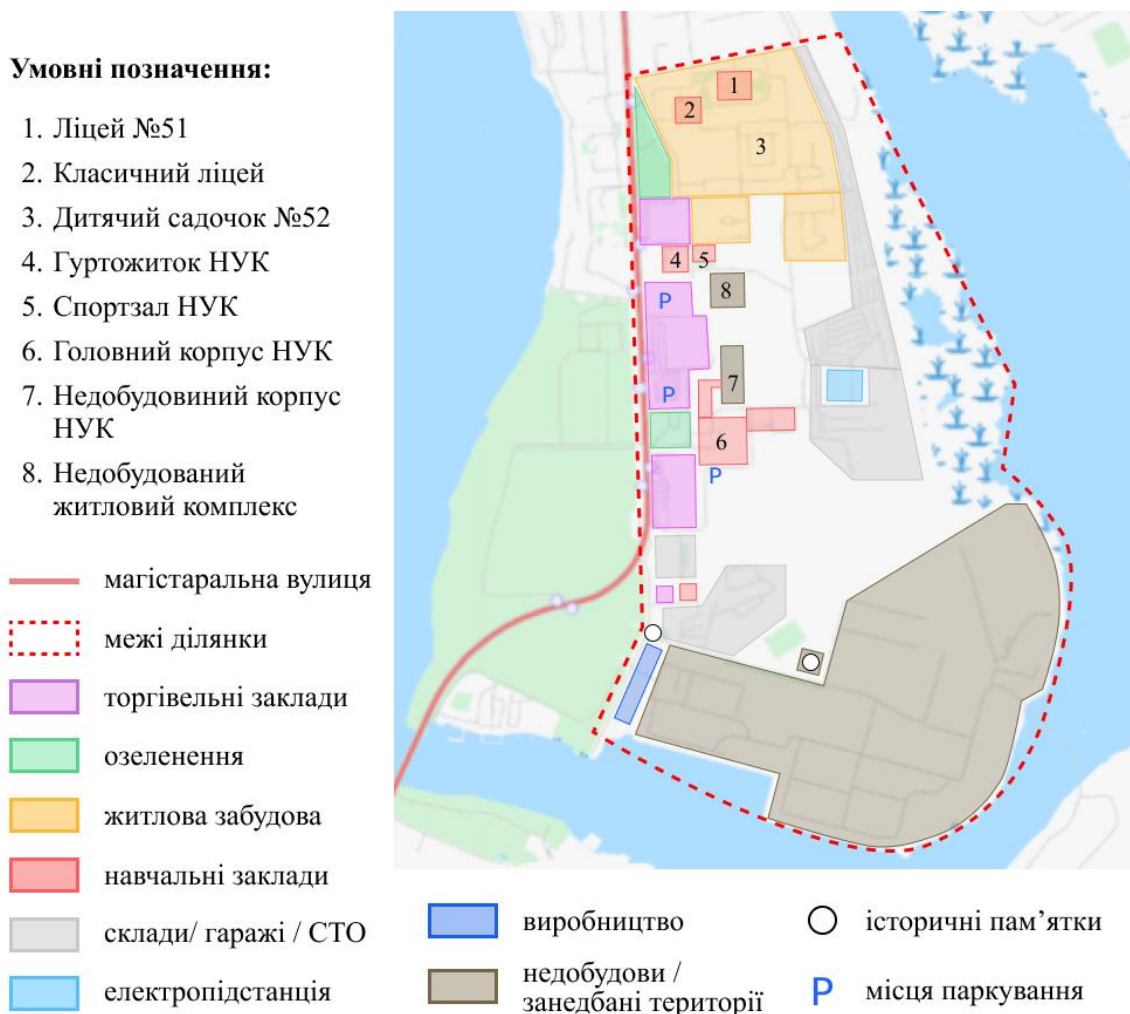 Умовні позначення:
1. Ліцей №51
2. Класичний ліцей
3. Дитячий садочок №52
4. Гуртожиток НУК
5. Спортзал НУК
6. Головний корпус НУК
7. Недобудовиний корпус
НУК
8. Недобудований
житловий комплекс
магістаральна вулиця
межі ділянки
торгівельні заклади
озеленення
житлова забудова
навчальні заклади
склади/ гаражі / СТО
електропідстанція
1
2
3
4
5
8
P
7
P
6
P
виробництво
недобудови /
занедбані території
історичні пам’ятки
P
місця паркування